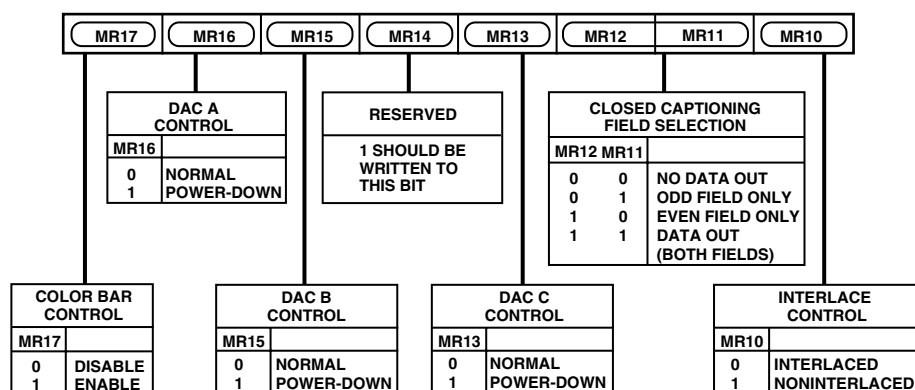 MR17 MR16 MR15 MR14 MR13 MR12 MR11 MR10
DAC A
CONTROL
MR16
0 NORMAL
1 POWER-DOWN
RESERVED
1 SHOULD BE
WRITTEN TO
THIS BIT
CLOSED CAPTIONING
FIELD SELECTION
MR12 MR11
0 0 NO DATA OUT
0 1 ODD FIELD ONLY
1 0 EVEN FIELD ONLY
1 1 DATA OUT
(BOTH FIELDS)
COLOR BAR
CONTROL
MR17
0 DISABLE
1 ENABLE
DAC B
CONTROL
MR15
0 NORMAL
1 POWER-DOWN
DAC C
CONTROL
MR13
0 NORMAL
1 POWER-DOWN
INTERLACE
CONTROL
MR10
0 INTERLACED
1 NONINTERLACED